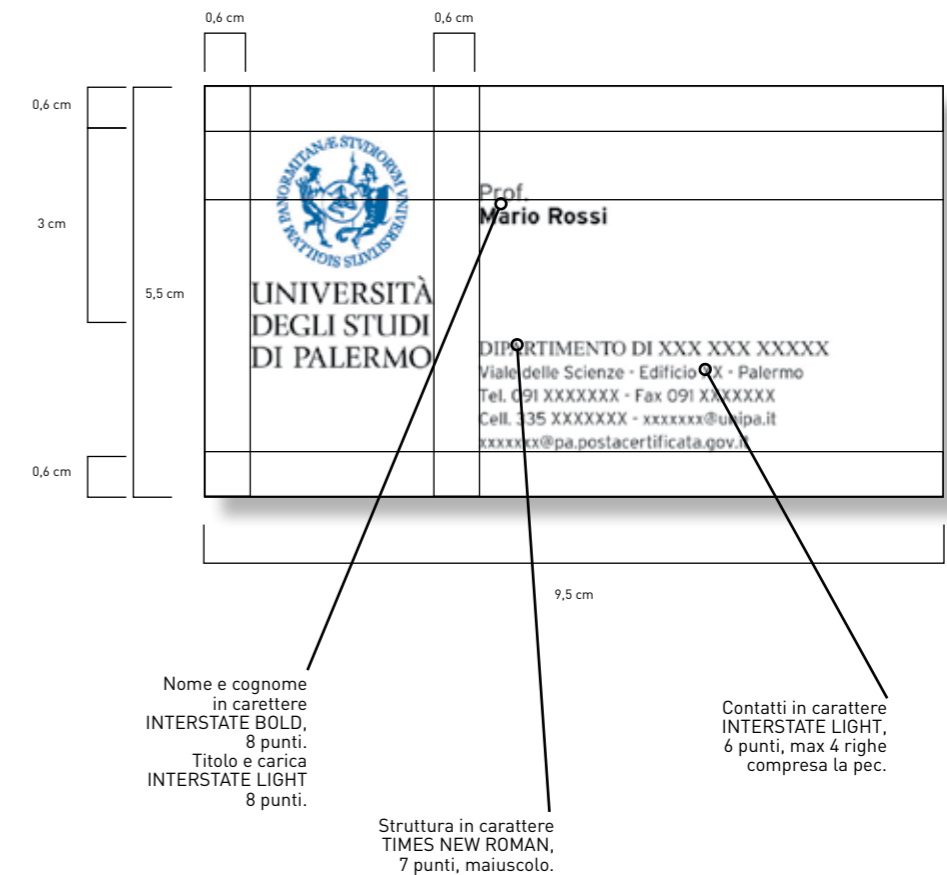 0,6 cm
0,6 cm
0,6 cm
3 cm
5,5 cm
0,6 cm
PANORMITANÆ STVDIORVM VNIVERSITATIS SIGILLVM
UNIVERSITÀ
DEGLI STUDI
DI PALERMO
Prof.
Mario Rossi
DIPARTIMENTO DI XXX XXX XXXXX
Viale delle Scienze - Edificio XX - Palermo
Tel. 091 XXXXXXX - Fax 091 XXXXXXX
Cell. 335 XXXXXXX - xxxxxxx@unipa.it
xxxxxxx@pa.postacertificata.gov.it
9,5 cm
Nome e cognome
in carettere
INTERSTATE BOLD,
8 punti.
Titolo e carica
INTERSTATE LIGHT
8 punti.
Struttura in carattere
TIMES NEW ROMAN,
7 punti, maiuscolo.
Contatti in carattere
INTERSTATE LIGHT,
6 punti, max 4 righe
compresa la pec.